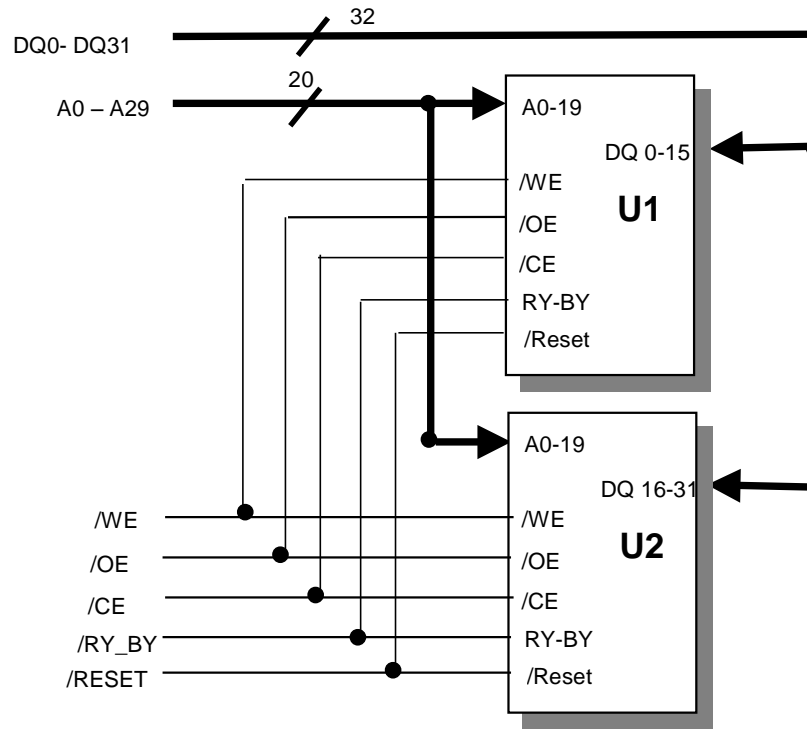 32
DQ0- DQ31
20
A0 – A29
A0-19
DQ 0-15
/WE
U1
/OE
/CE
RY-BY
/Reset
A0-19
DQ 16-31
/WE
/WE
U2
/OE
/OE
/CE
/CE
/RY_BY
RY-BY
/RESET
/Reset